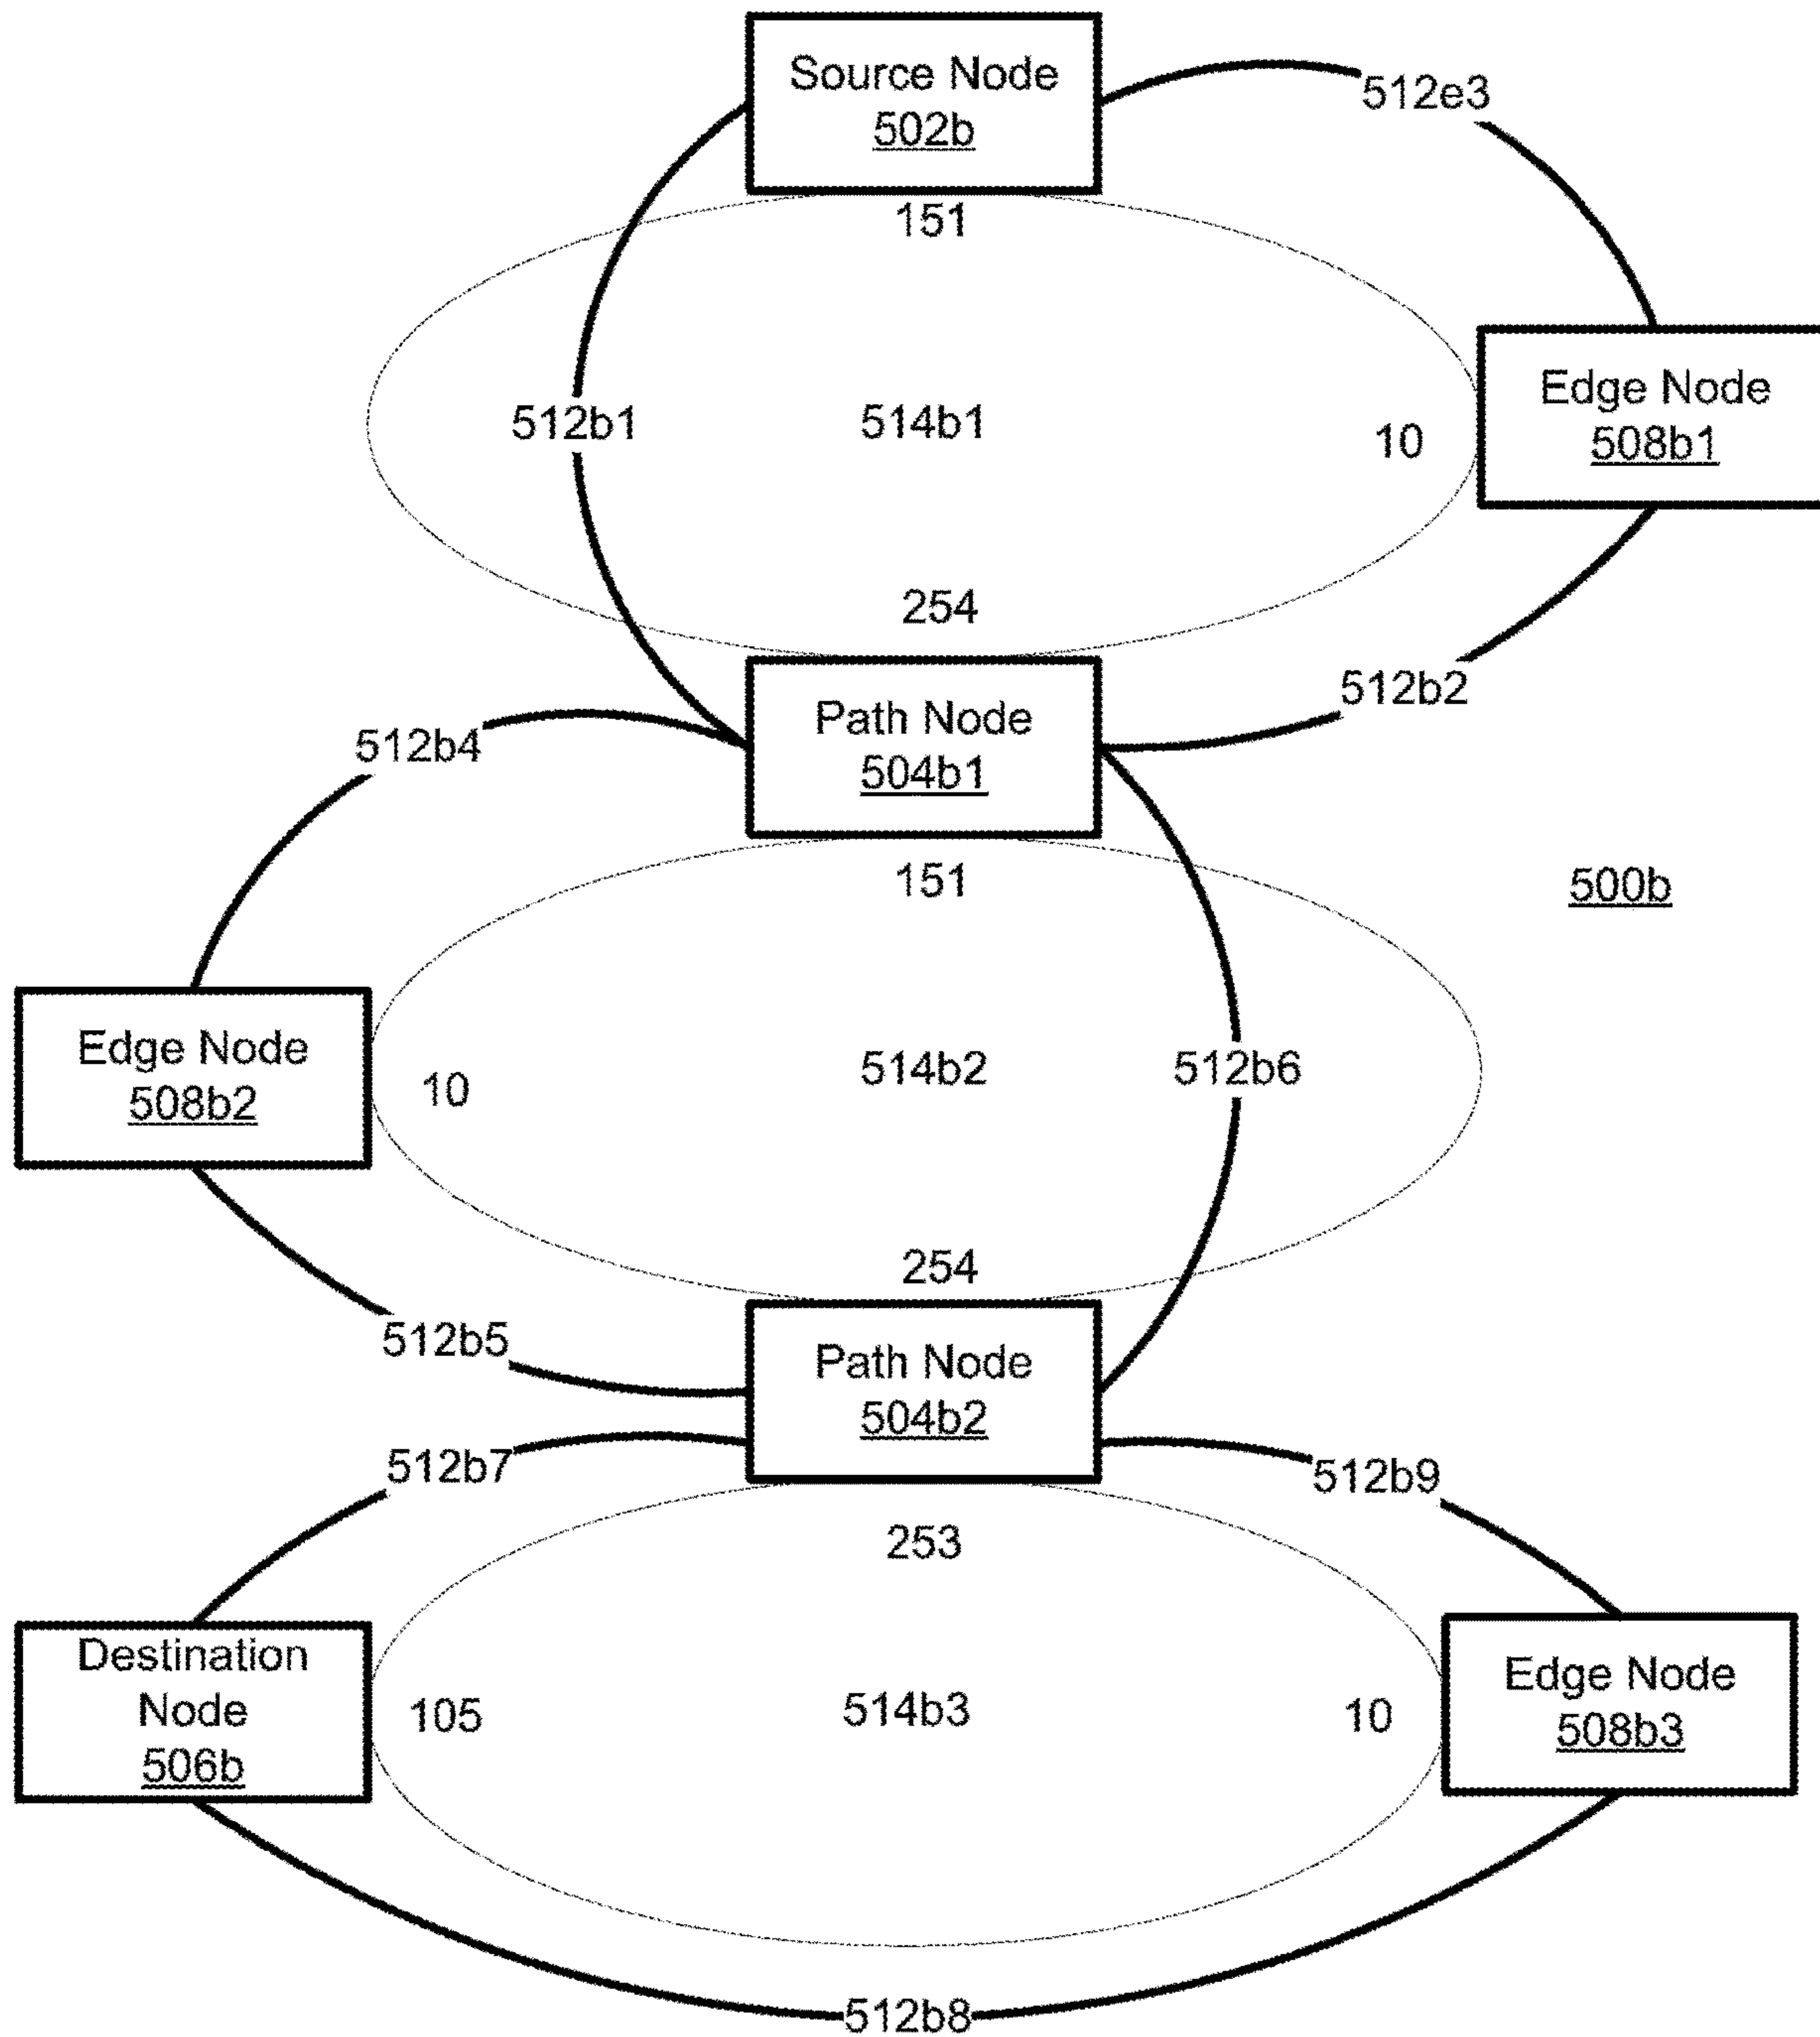 Source Node
502b
512e3
151
Edge Node
508b1
512b1
514b1
10
254
512b2
Path Node
504b1
512b4
151
500b
Edge Node
508b2
10
514b2
512b6
254
512b5
Path Node
504b2
512b7
512b9
253
Destination
Node
506b
105
514b3
10
Edge Node
508b3
512b8